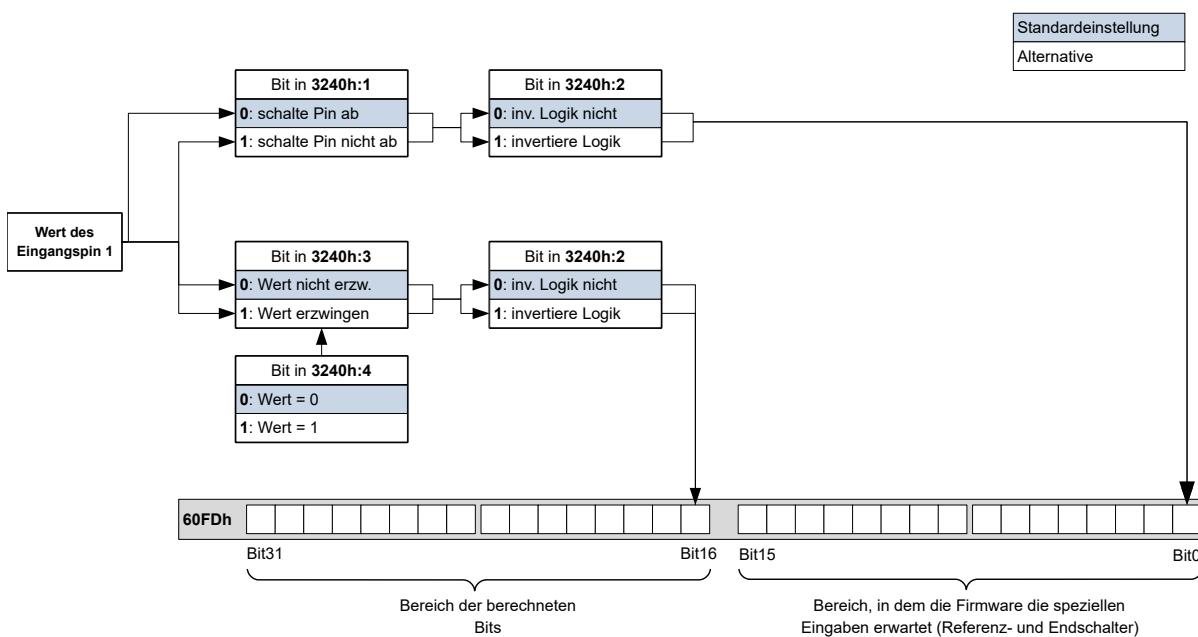 Standardeinstellung
Alternative
Bit in 3240h:1
0: schalte Pin ab
1: schalte Pin nicht ab
Bit in 3240h:2
0: inv. Logik nicht
1: invertiere Logik
Wert des
Eingangspin 1
Bit in 3240h:3
0: Wert nicht erzw.
1: Wert erzwingen
Bit in 3240h:2
0: inv. Logik nicht
1: invertiere Logik
Bit in 3240h:4
0: Wert = 0
1: Wert = 1
60FDh
Bit31
Bit16
Bit15
Bit0
Bereich der berechneten
Bits
Bereich, in dem die Firmware die speziellen
Eingaben erwartet (Referenz- und Endschalter)